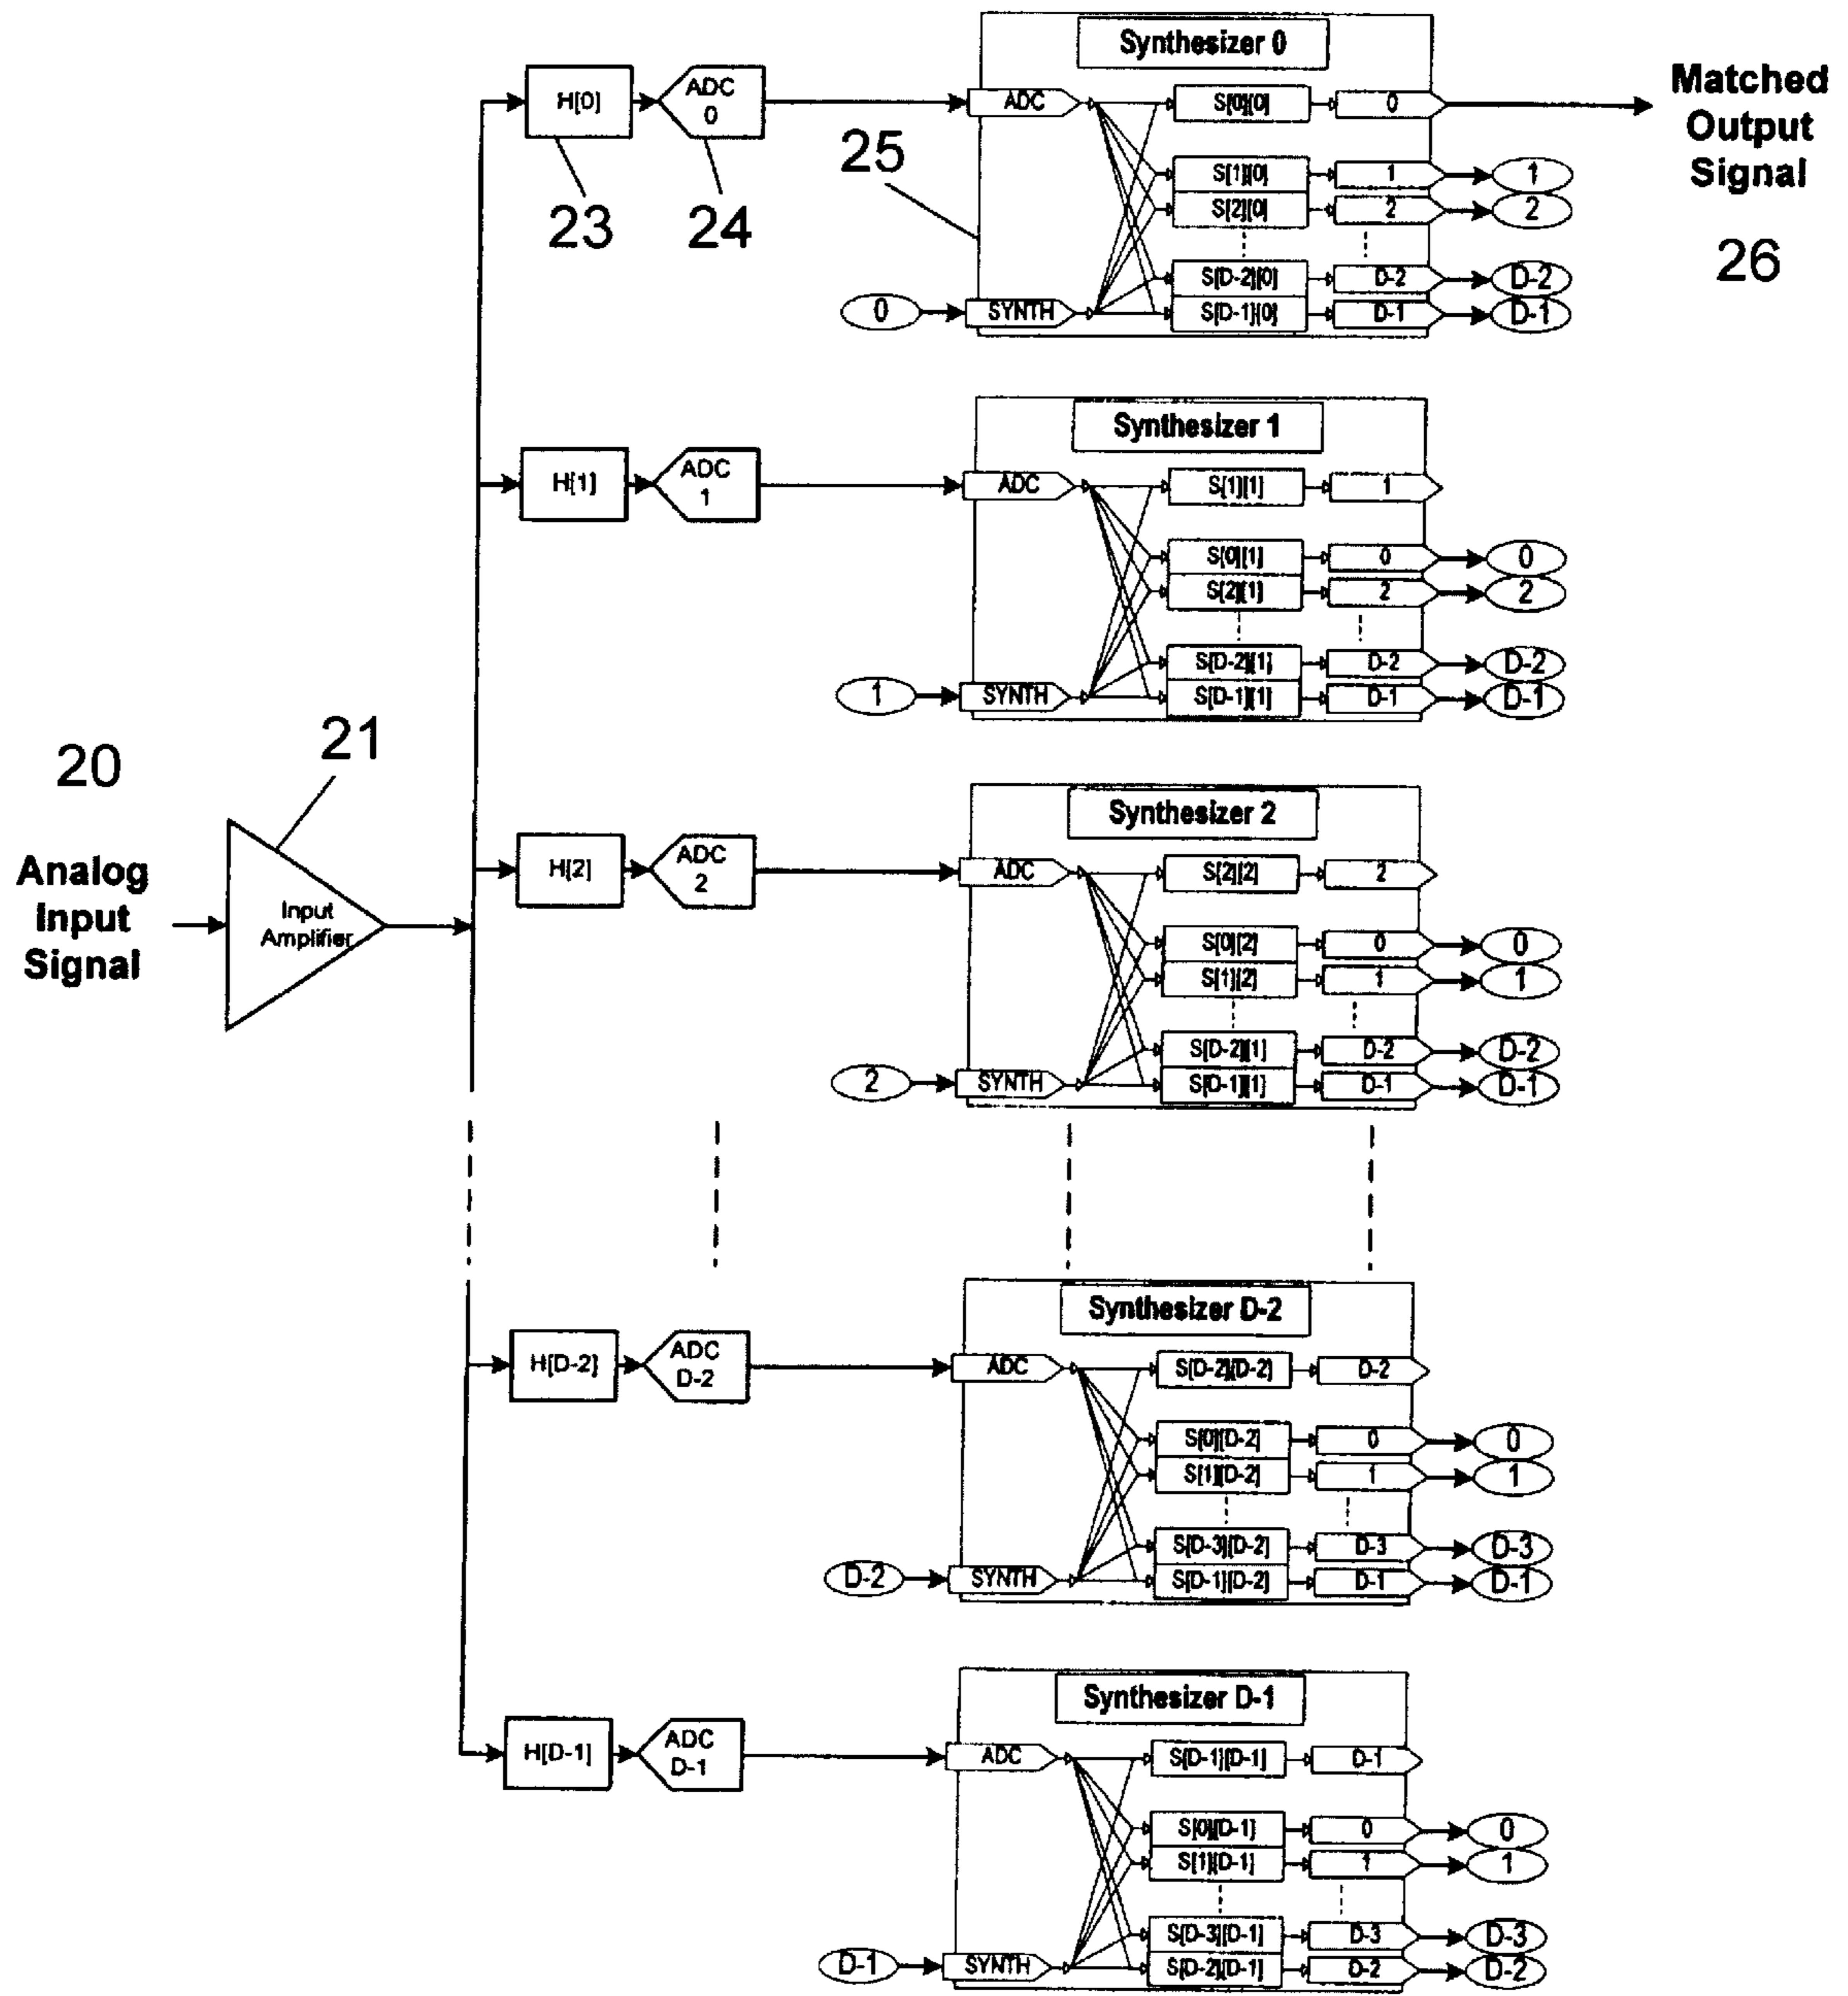 Synthesizer 0
H[0]
ADC
0
ADC
S[0][0]
0
Matched
Output
Signal
25
S[1][0]
1
1
S[2][0]
2
2
23
24
26
S[D-2][0]
D-2
D-2
0
SYNTH
S[D-1][0]
D-1
D-1
Synthesizer 1
H[1]
ADC
1
ADC
S[1][1]
1
S[0][1]
0
0
S[2][1]
2
2
S[D-2][1]
D-2
D-2
1
SYNTH
S[D-1][1]
D-1
D-1
20
21
Analog
Input
Signal
Input
Amplifier
Synthesizer 2
H[2]
ADC
2
ADC
S[2][2]
2
S[0][2]
0
0
S[1][2]
1
1
S[D-2][1]
D-2
D-2
2
SYNTH
S[D-1][1]
D-1
D-1
Synthesizer D-2
H[D-2]
ADC
D-2
ADC
S[D-2][D-2]
D-2
S[0][D-2]
0
0
S[1][D-2]
1
1
S[D-3][D-2]
D-3
D-3
D-2
SYNTH
S[D-1][D-2]
D-1
D-1
Synthesizer D-1
H[D-1]
ADC
D-1
ADC
S[D-1][D-1]
D-1
S[0][D-1]
0
0
S[1][D-1]
1
1
S[D-3][D-1]
D-3
D-3
D-1
SYNTH
S[D-2][D-1]
D-2
D-2